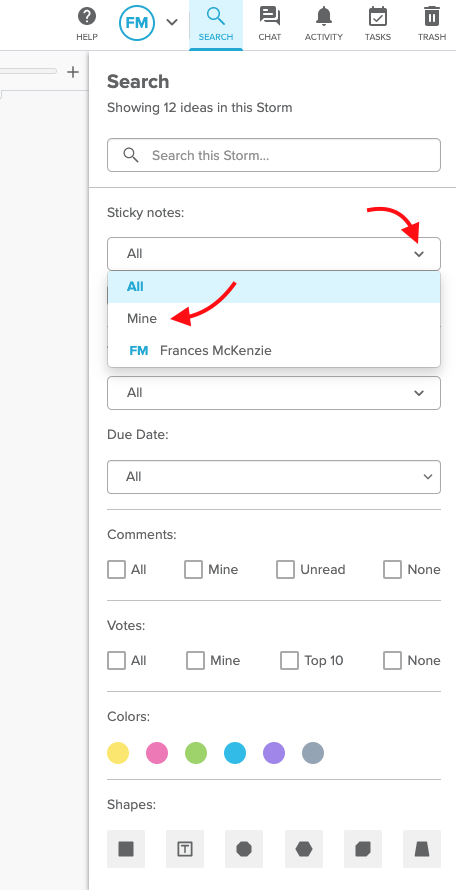 HELP
FM
SEARCH
CHAT
ACTIVITY
TASKS
TRASH
Search
Showing 12 ideas in this Storm
Search this Storm...
Sticky notes:
All
All
Mine
FM Frances McKenzie
All
Due Date:
All
Comments:
All Mine Unread None
Votes:
All Mine Top 10 None
Colors:
Shapes:
T